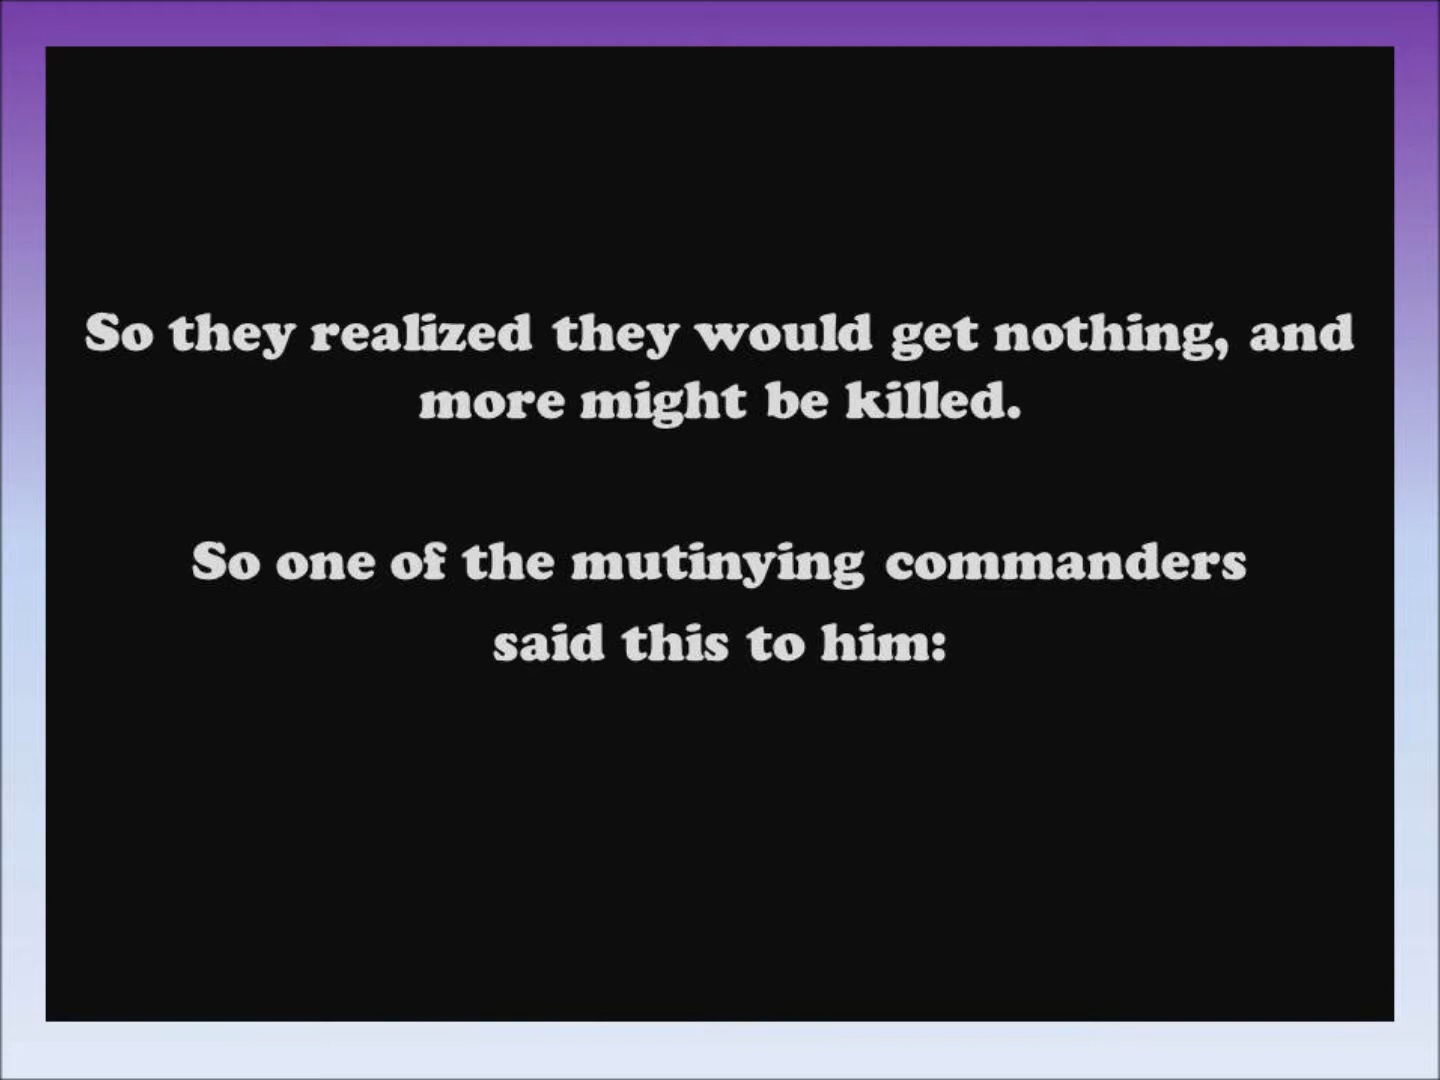 So they realized they would get nothing, and
more might be killed.
So one of the mutinying commanders
said this to him: